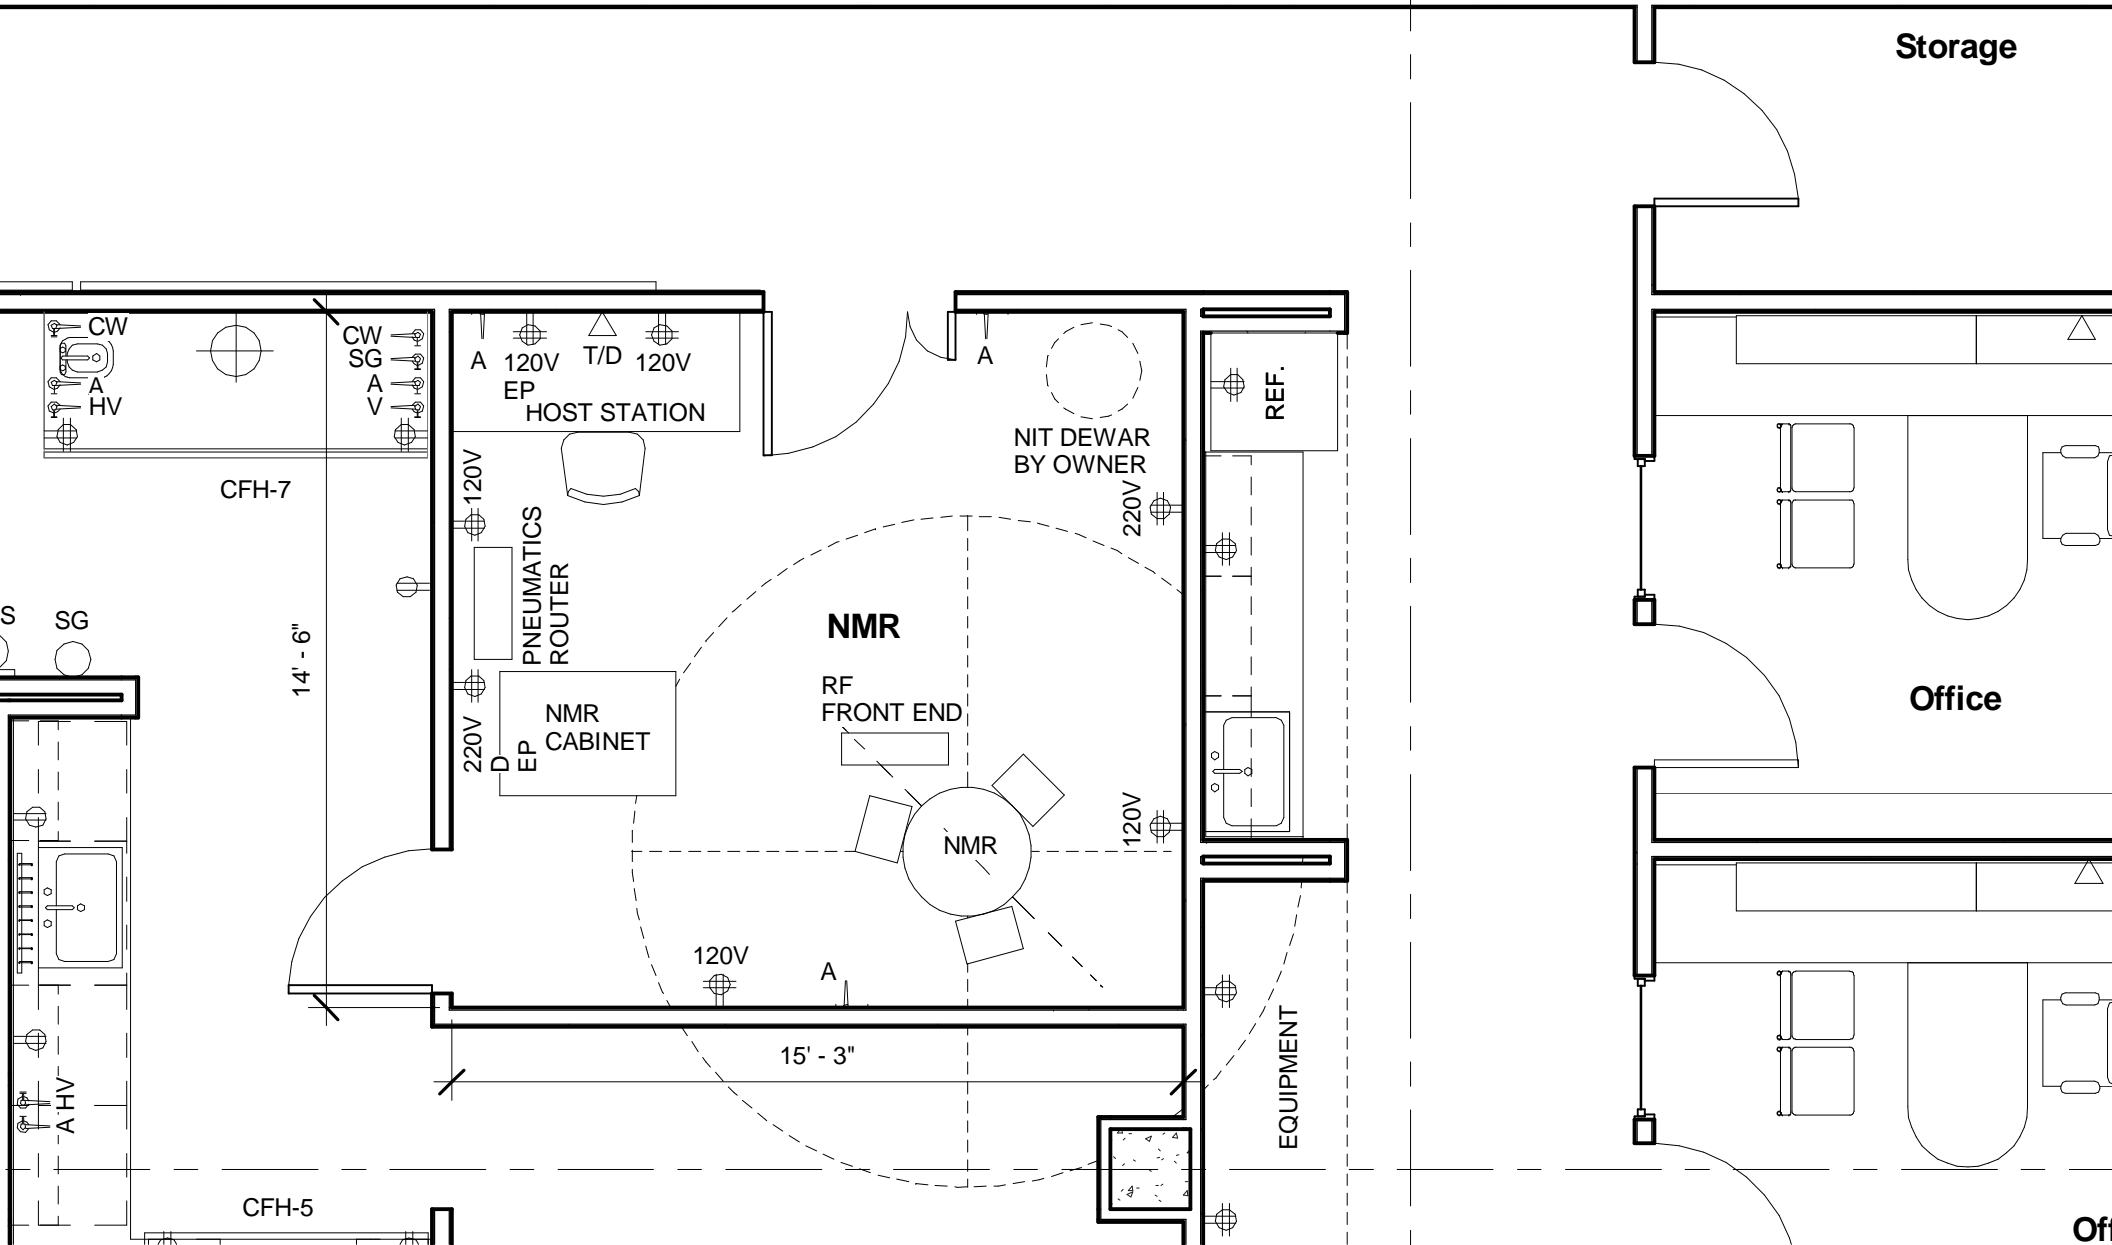 Storage
CW
CW
SG
A
V
A
HV
A
120V
EP
T/D
120V
HOST STATION
A
NIT DEWAR
BY OWNER
REF.
CFH-7
120V
PNEUMATICS
ROUTER
220V
S
SG
14' - 6"
NMR
RF
FRONT END
NMR
CABINET
220V
D
EP
Office
120V
NMR
120V
A
15' - 3"
EQUIPMENT
A HV
CFH-5
Off